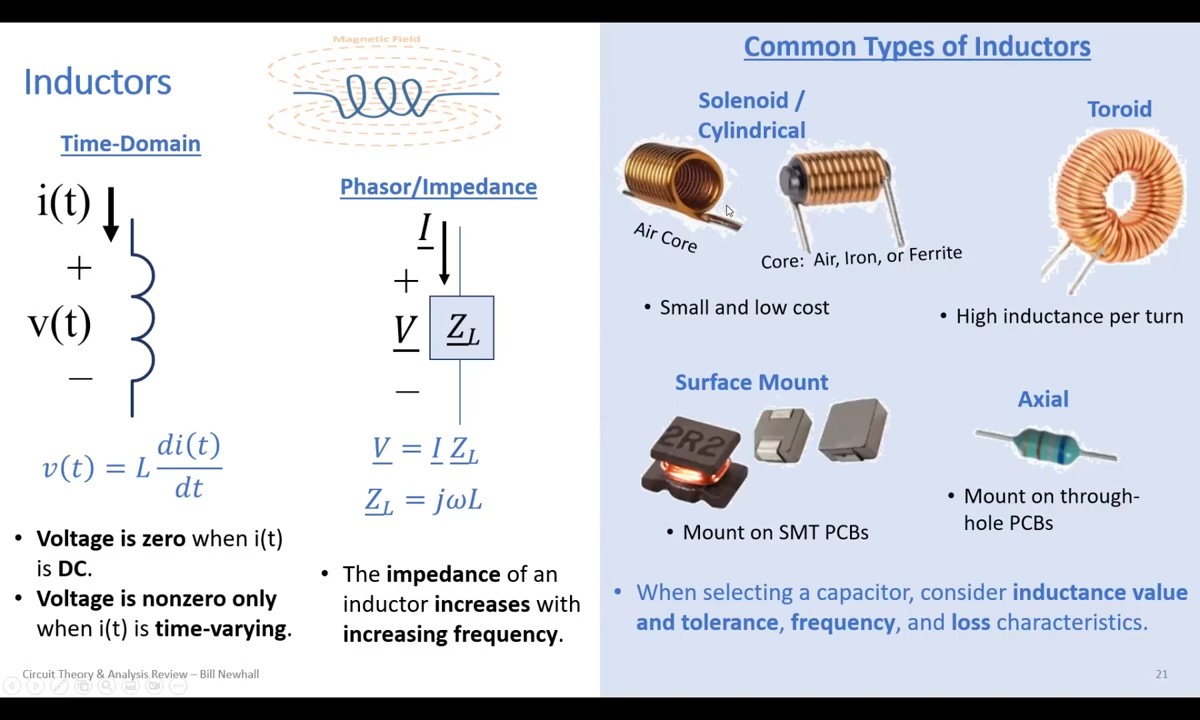 Magnetic Field
Inductors
Time-Domain
i(t)
+
v(t)
−
v(t) = L di(t)/dt
• Voltage is zero when i(t)
is DC.
• Voltage is nonzero only
when i(t) is time-varying.
Phasor/Impedance
I
+
V
−
Z_L
V = I Z_L
Z_L = jωL
• The impedance of an
inductor increases with
increasing frequency.
Common Types of Inductors
Solenoid /
Cylindrical
Air Core
Core: Air, Iron, or Ferrite
• Small and low cost
Toroid
• High inductance per turn
Surface Mount
2R2
• Mount on SMT PCBs
Axial
• Mount on through-
hole PCBs
• When selecting a capacitor, consider inductance value
and tolerance, frequency, and loss characteristics.
Circuit Theory & Analysis Review – Bill Newhall
21